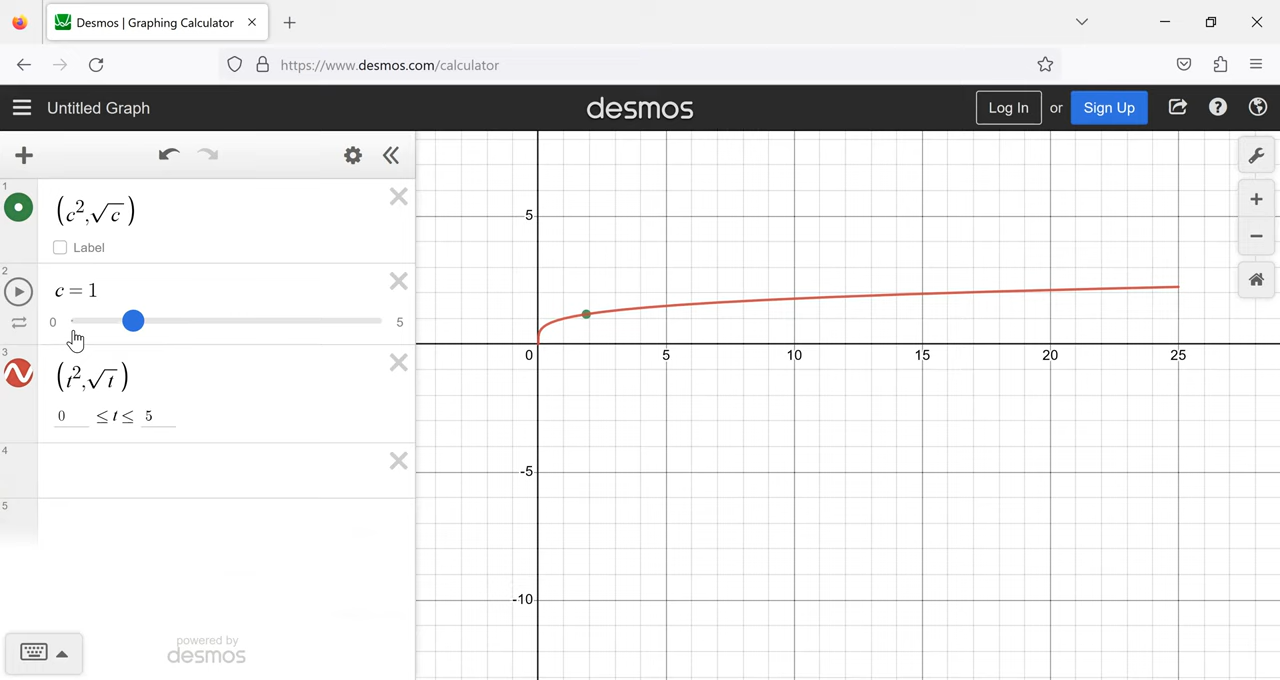 Desmos | Graphing Calculator
https://www.desmos.com/calculator
Untitled Graph
desmos
Log In or Sign Up
1
(c²,√c)
Label
2
c = 1
0 5
3
(t²,√t)
0 ≤ t ≤ 5
4
5
powered by
desmos
5
0 5 10 15 20 25
-5
-10